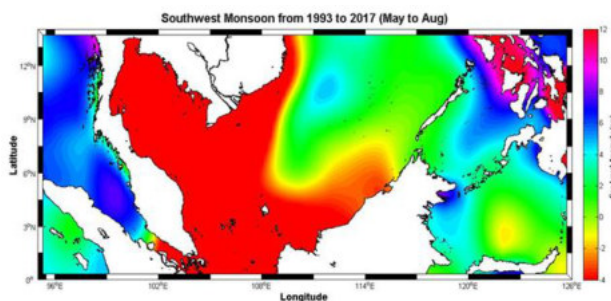 Southwest Monsoon from 1993 to 2017 (May to Aug)
12°N
9°N
6°N
3°N
0°
96°E
102°E
108°E
114°E
120°E
126°E
Latitude
Longitude
12
10
8
6
4
2
0